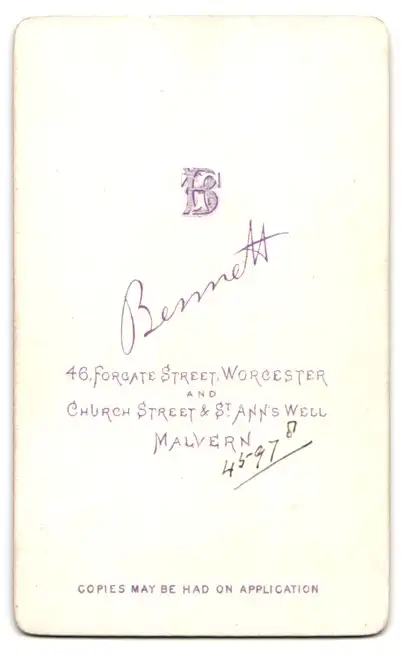 Bennett
46, FORGATE STREET, WORCESTER
AND
CHURCH STREET & ST ANN'S WELL
MALVERN
4597 8
COPIES MAY BE HAD ON APPLICATION